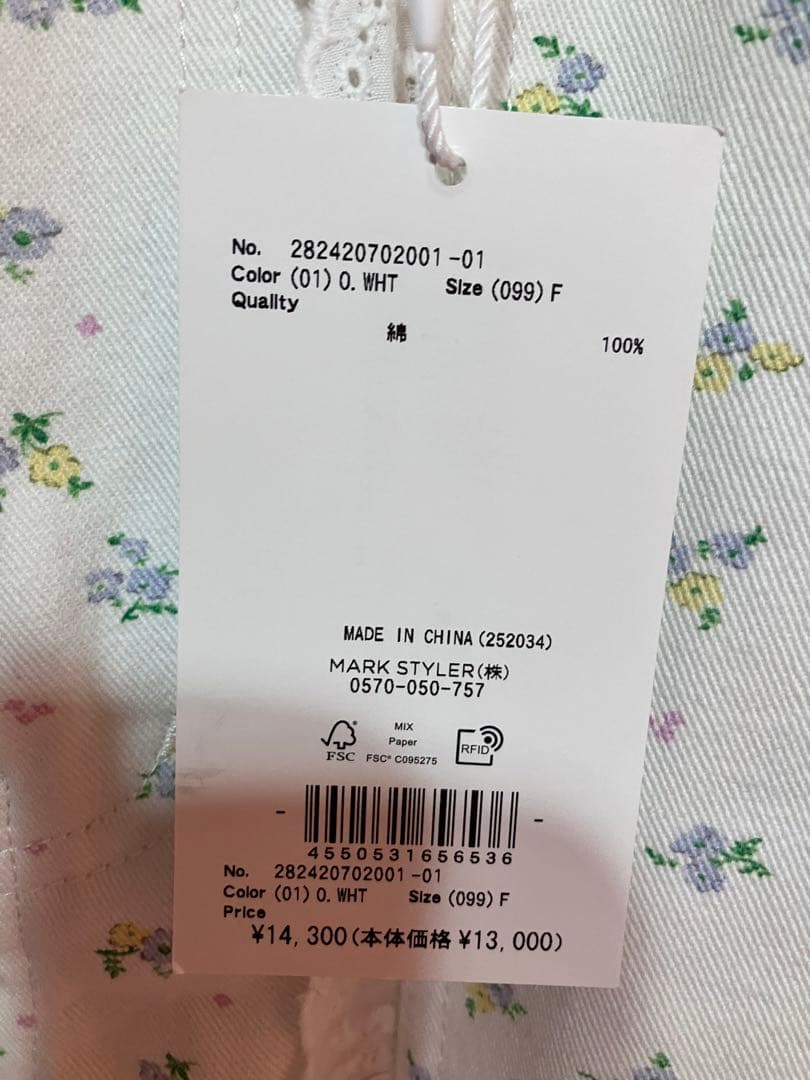 No. 282420702001-01
Color (01) O. WHT Size (099) F
Quality
綿 100%
MADE IN CHINA (252034)
MARK STYLER(株)
0570-050-757
MIX
Paper
FSC FSC® C095275
RFID
4550531656536
No. 282420702001-01
Color (01) O. WHT Size (099) F
Price
¥14,300(本体価格 ¥13,000)